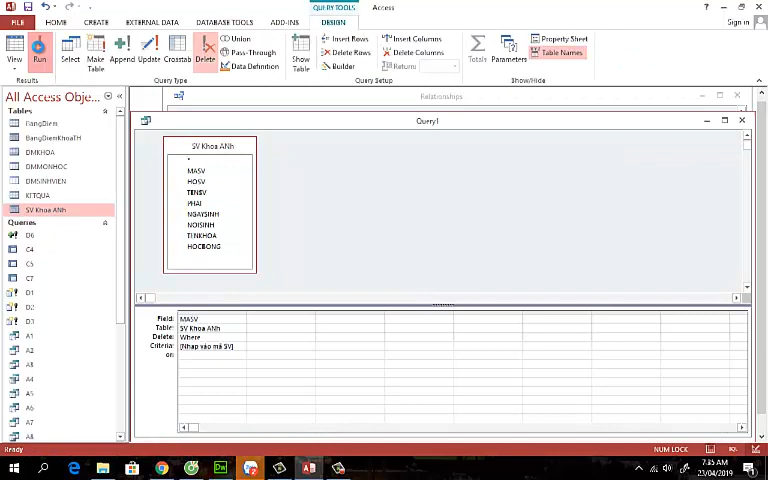 QUERY TOOLS
Access
Sign in
FILE
HOME
CREATE
EXTERNAL DATA
DATABASE TOOLS
ADD-INS
DESIGN
View
Run
Select
Make Table
Append
Update
Crosstab
Delete
Union
Pass-Through
Data Definition
Show Table
Insert Rows
Delete Rows
Builder
Insert Columns
Delete Columns
Return:
Totals
Parameters
Property Sheet
Table Names
Results
Query Type
Query Setup
Show/Hide
All Access Obje...
Tables
BangDiem
BangDiemKhoaTH
DMKHOA
DMMONHOC
DMSINHVIEN
KETQUA
SV Khoa ANh
Queries
D6
C4
C5
C7
D1
D2
D3
A1
A2
A3
A4
A5
A6
A7
A8
Relationships
Query1
SV Khoa ANh
*
MASV
HOSV
TENSV
PHAI
NGAYSINH
NOISINH
TENKHOA
HOCBONG
Field: MASV
Table: SV Khoa ANh
Delete: Where
Criteria: [Nhap vào mã SV]
or:
Ready
NUM LOCK
SQL
Dw
7:35 AM
23/04/2019